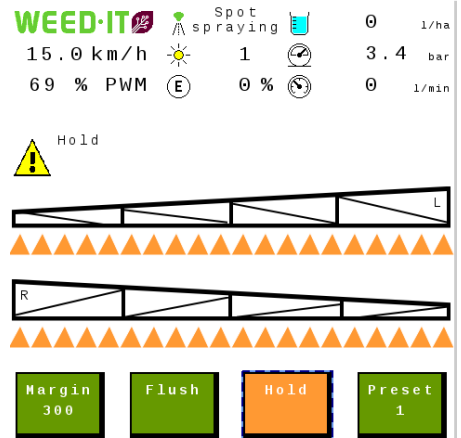 WEED·IT Spot spraying 0 l/ha
15.0 km/h 1 3.4 bar
69 % PWM E 0 % 0 l/min
Hold
L
R
Margin 300
Flush
Hold
Preset 1